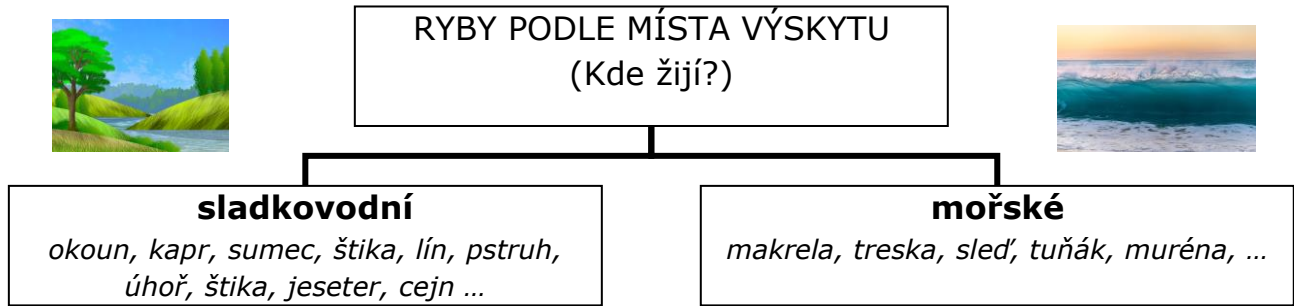 RYBY PODLE MÍSTA VÝSKYTU
(Kde žijí?)
sladkovodní
okoun, kapr, sumec, štika, lín, pstruh,
úhoř, štika, jeseter, cejn …
mořské
makrela, treska, sleď, tuňák, muréna, …